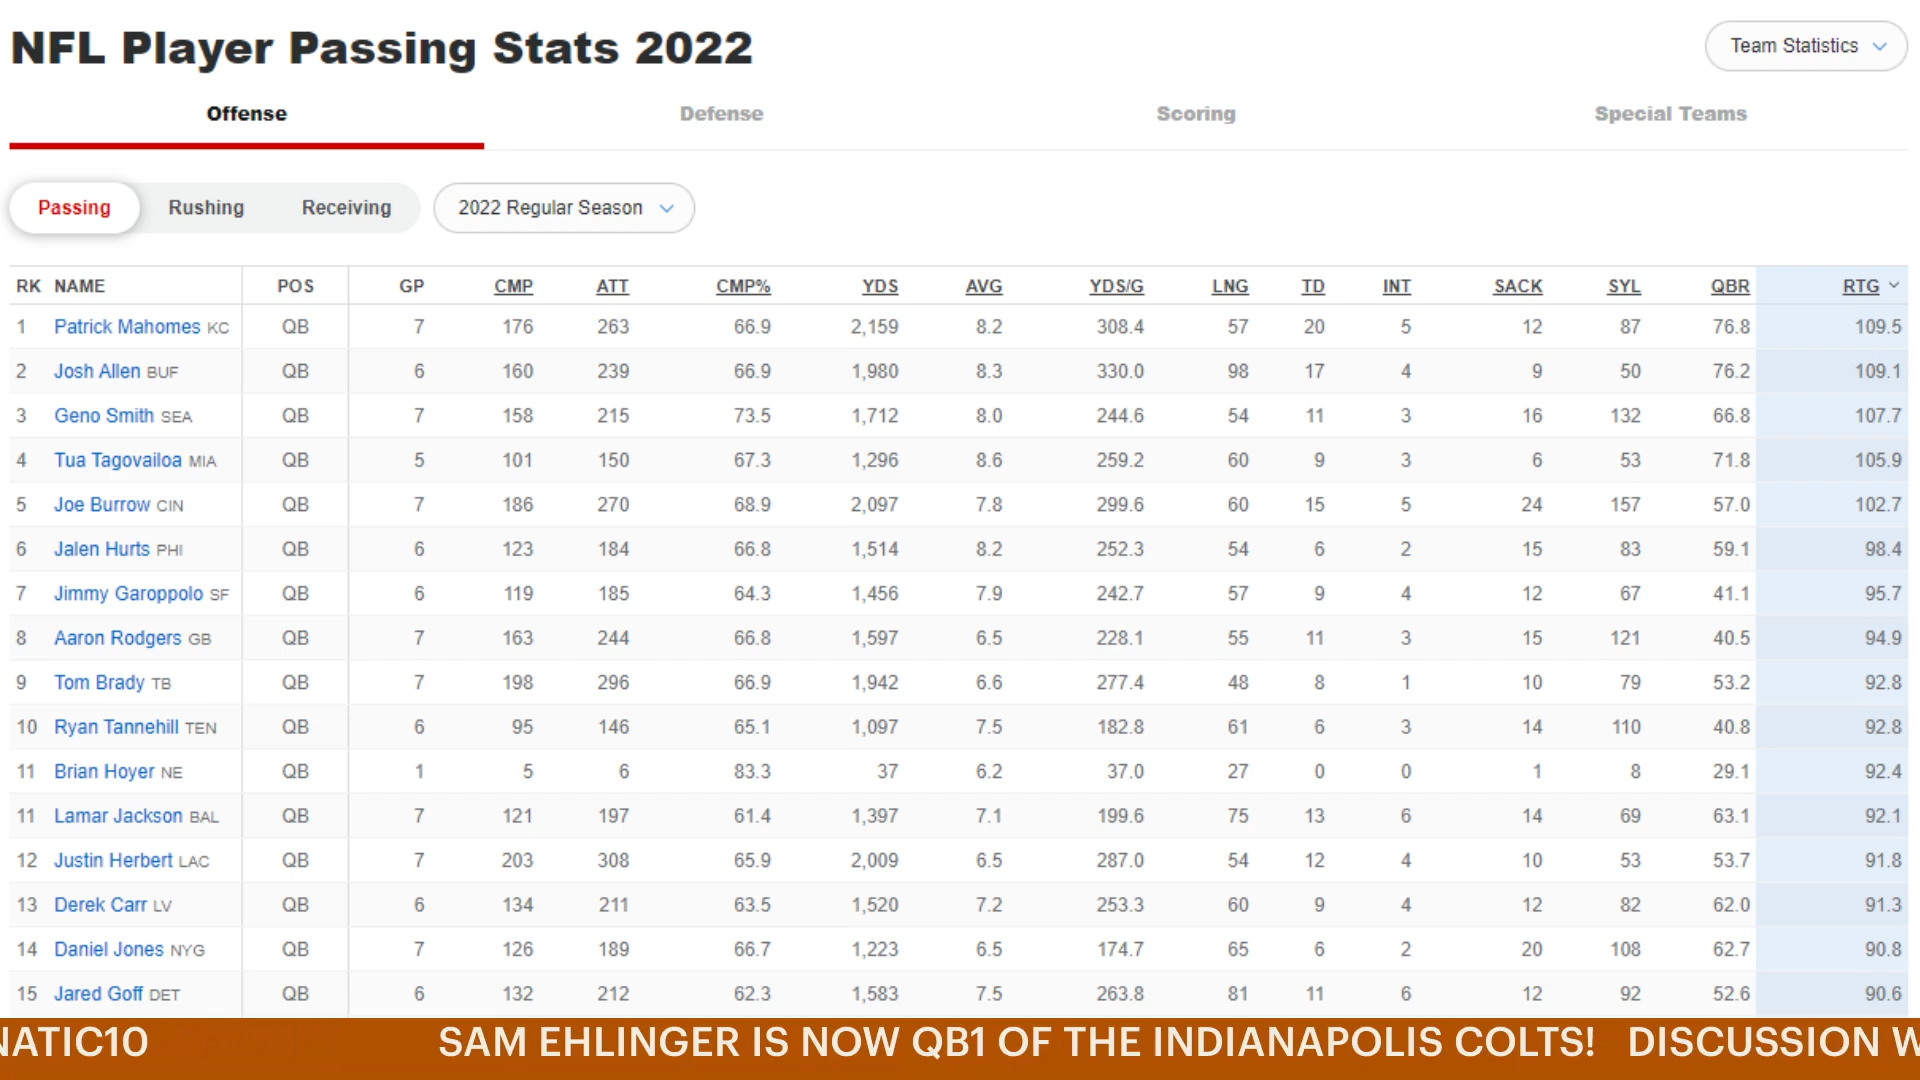 NFL Player Passing Stats 2022
Team Statistics
Offense Defense Scoring Special Teams
Passing Rushing Receiving 2022 Regular Season
RK NAME POS GP CMP ATT CMP% YDS AVG YDS/G LNG TD INT SACK SYL QBR RTG
1 Patrick Mahomes KC QB 7 176 263 66.9 2,159 8.2 308.4 57 20 5 12 87 76.8 109.5
2 Josh Allen BUF QB 6 160 239 66.9 1,980 8.3 330.0 98 17 4 9 50 76.2 109.1
3 Geno Smith SEA QB 7 158 215 73.5 1,712 8.0 244.6 54 11 3 16 132 66.8 107.7
4 Tua Tagovailoa MIA QB 5 101 150 67.3 1,296 8.6 259.2 60 9 3 6 53 71.8 105.9
5 Joe Burrow CIN QB 7 186 270 68.9 2,097 7.8 299.6 60 15 5 24 157 57.0 102.7
6 Jalen Hurts PHI QB 6 123 184 66.8 1,514 8.2 252.3 54 6 2 15 83 59.1 98.4
7 Jimmy Garoppolo SF QB 6 119 185 64.3 1,456 7.9 242.7 57 9 4 12 67 41.1 95.7
8 Aaron Rodgers GB QB 7 163 244 66.8 1,597 6.5 228.1 55 11 3 15 121 40.5 94.9
9 Tom Brady TB QB 7 198 296 66.9 1,942 6.6 277.4 48 8 1 10 79 53.2 92.8
10 Ryan Tannehill TEN QB 6 95 146 65.1 1,097 7.5 182.8 61 6 3 14 110 40.8 92.8
11 Brian Hoyer NE QB 1 5 6 83.3 37 6.2 37.0 27 0 0 1 8 29.1 92.4
11 Lamar Jackson BAL QB 7 121 197 61.4 1,397 7.1 199.6 75 13 6 14 69 63.1 92.1
12 Justin Herbert LAC QB 7 203 308 65.9 2,009 6.5 287.0 54 12 4 10 53 53.7 91.8
13 Derek Carr LV QB 6 134 211 63.5 1,520 7.2 253.3 60 9 4 12 82 62.0 91.3
14 Daniel Jones NYG QB 7 126 189 66.7 1,223 6.5 174.7 65 6 2 20 108 62.7 90.8
15 Jared Goff DET QB 6 132 212 62.3 1,583 7.5 263.8 81 11 6 12 92 52.6 90.6
NATIC10 SAM EHLINGER IS NOW QB1 OF THE INDIANAPOLIS COLTS! DISCUSSION W